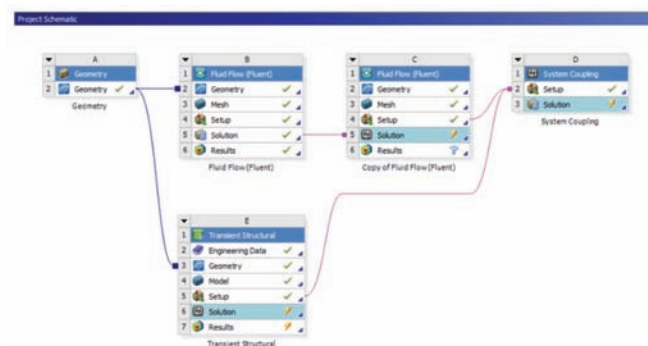 Project Schematic
A
1 Geometry
2 Geometry
Geometry
B
1 Fluid Flow (Fluent)
2 Geometry
3 Mesh
4 Setup
5 Solution
6 Results
Fluid Flow (Fluent)
C
1 Fluid Flow (Fluent)
2 Geometry
3 Mesh
4 Setup
5 Solution
6 Results ?
Copy of Fluid Flow (Fluent)
D
1 System Coupling
2 Setup
3 Solution
System Coupling
E
1 Transient Structural
2 Engineering Data
3 Geometry
4 Model
5 Setup
6 Solution
7 Results
Transient Structural